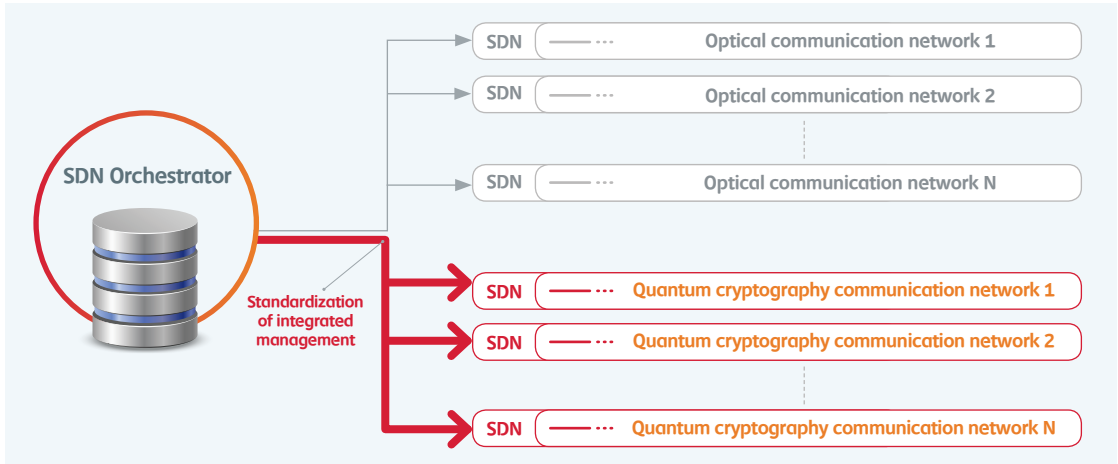 SDN Orchestrator
SDN Optical communication network 1
SDN Optical communication network 2
SDN Optical communication network N
Standardization
of integrated
management
SDN Quantum cryptography communication network 1
SDN Quantum cryptography communication network 2
SDN Quantum cryptography communication network N